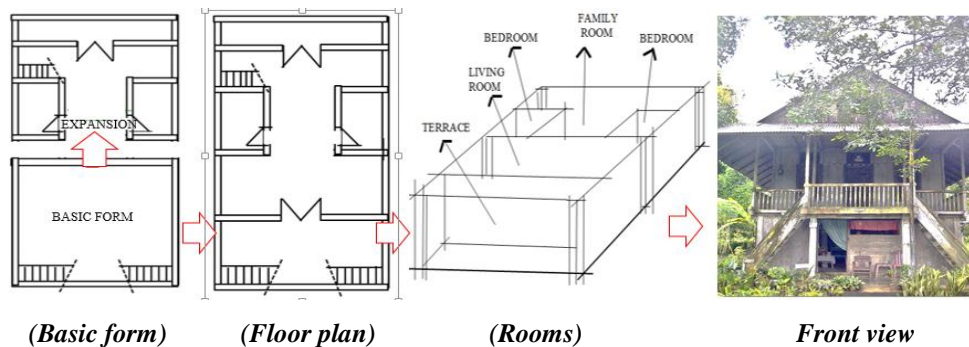 EXPANSION
BASIC FORM
FAMILY
ROOM
BEDROOM
BEDROOM
LIVING
ROOM
TERRACE
(Basic form) (Floor plan) (Rooms) Front view